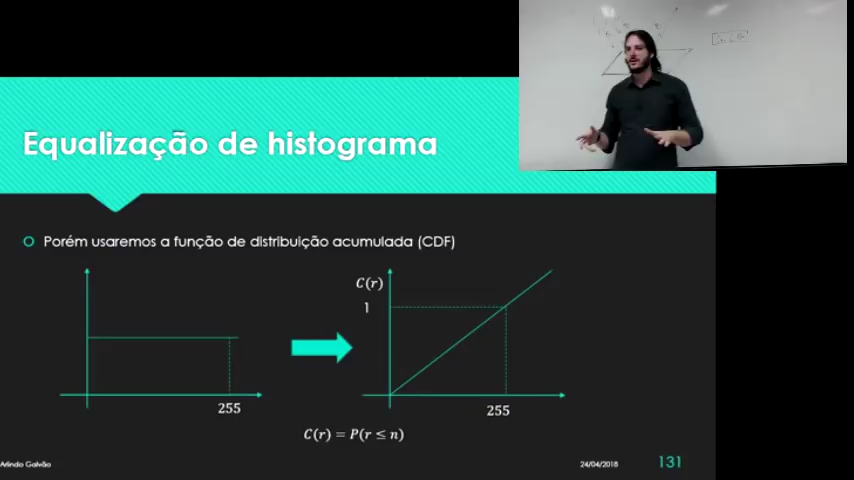 Equalização de histograma
Porém usaremos a função de distribuição acumulada (CDF)
C(r)
1
255
255
C(r) = P(r ≤ n)
Arlindo Galvão
24/04/2018
131